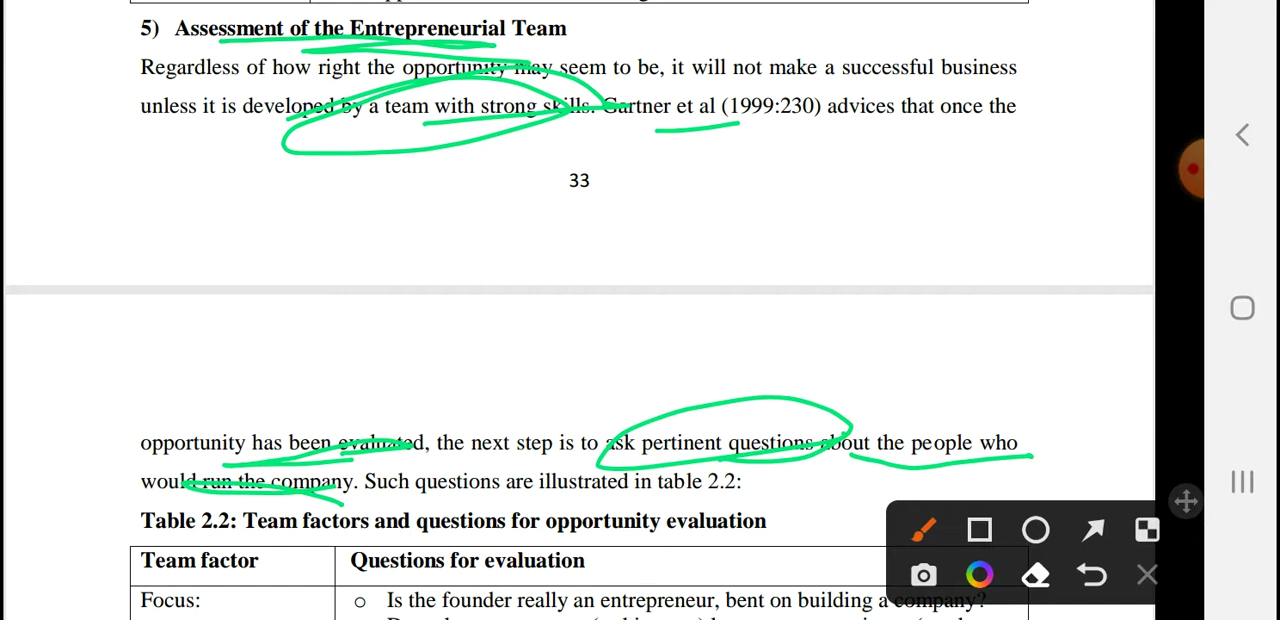 5) Assessment of the Entrepreneurial Team
Regardless of how right the opportunity may seem to be, it will not make a successful business
unless it is developed by a team with strong skills. Gartner et al (1999:230) advices that once the
33
opportunity has been evaluated, the next step is to ask pertinent questions about the people who
would run the company. Such questions are illustrated in table 2.2:
Table 2.2: Team factors and questions for opportunity evaluation
Team factor Questions for evaluation
Focus: o Is the founder really an entrepreneur, bent on building a company?